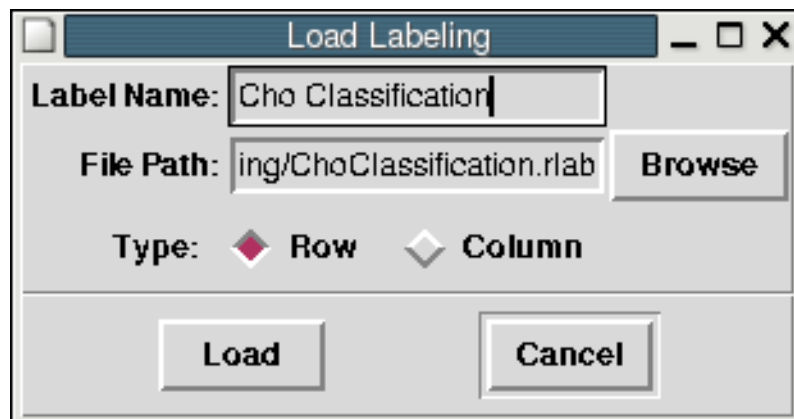 Load Labeling
Label Name: Cho Classification
File Path: ing/ChoClassification.rlab Browse
Type: Row Column
Load Cancel